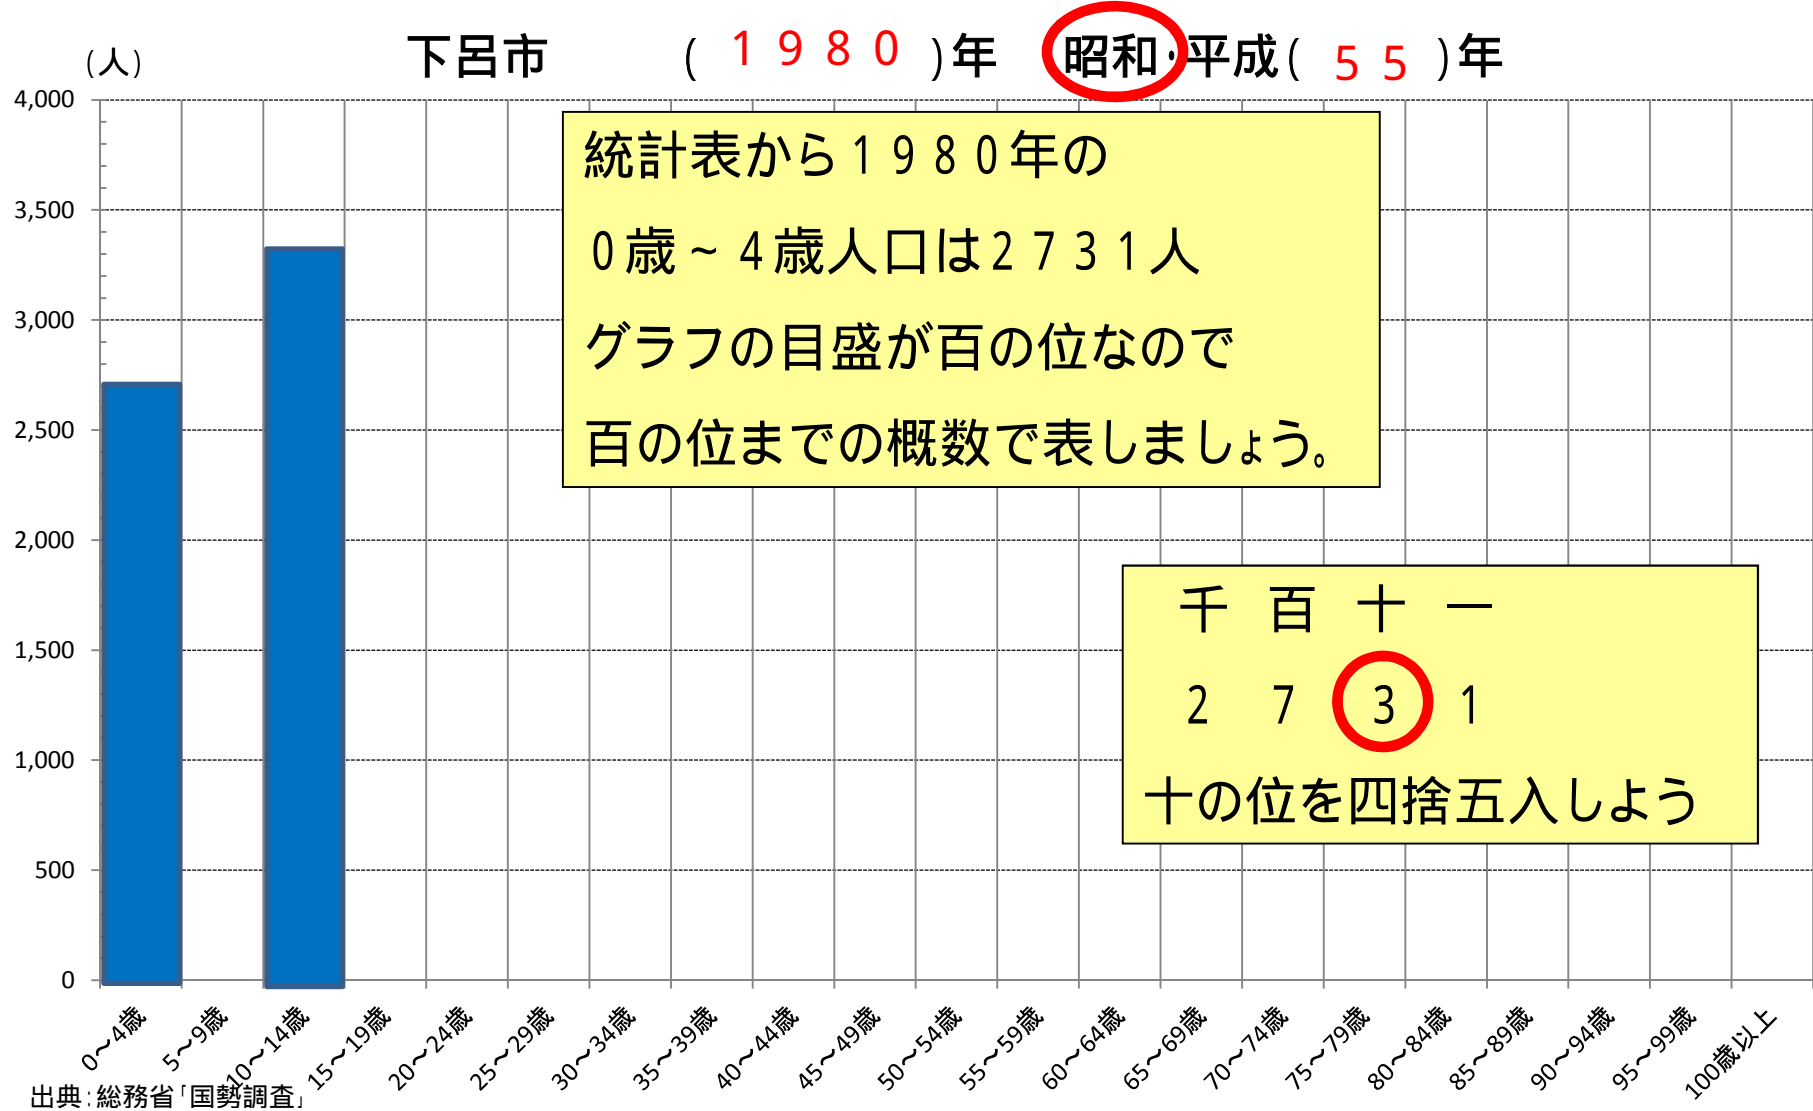 (人) 下呂市 (１９８０)年 昭和・平成(５５)年
4,000
統計表から１９８０年の
3,500
０歳～４歳人口は２７３１人
3,000
グラフの目盛が百の位なので
2,500
百の位までの概数で表しましょう。
2,000
千 百 十 一
1,500
２ ７ ３ １
1,000
十の位を四捨五入しよう
500
0
0～4歳
5～9歳
10～14歳
15～19歳
20～24歳
25～29歳
30～34歳
35～39歳
40～44歳
45～49歳
50～54歳
55～59歳
60～64歳
65～69歳
70～74歳
75～79歳
80～84歳
85～89歳
90～94歳
95～99歳
100歳以上
出典：総務省「国勢調査」